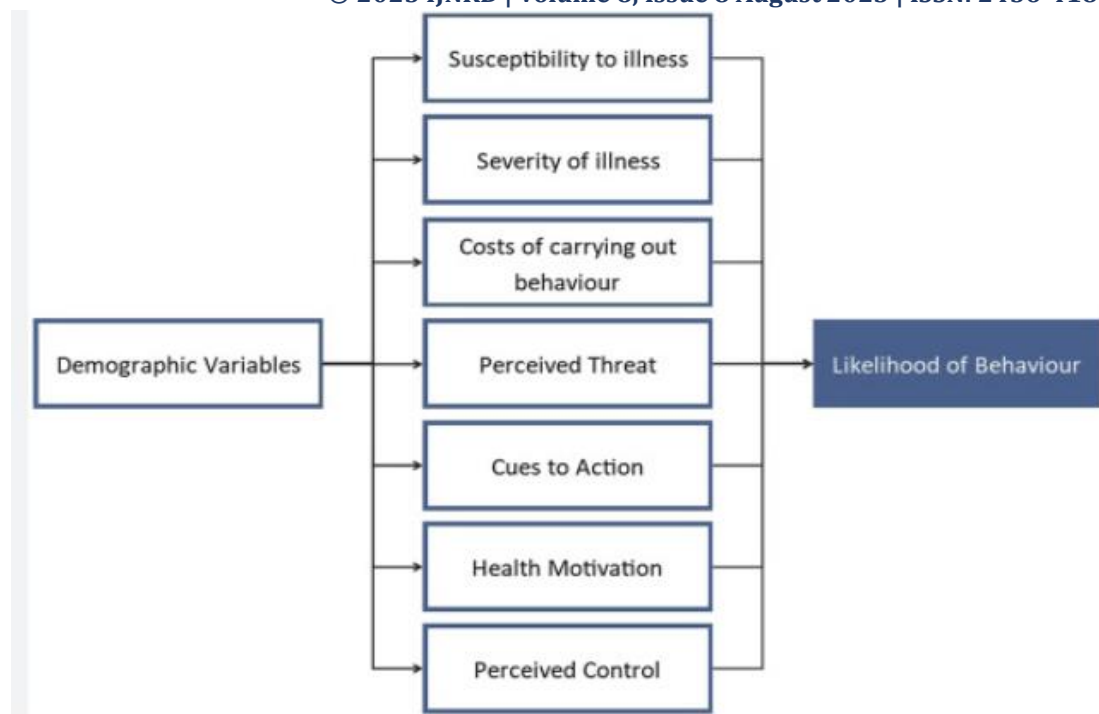 Susceptibility to illness
Severity of illness
Costs of carrying out
behaviour
Demographic Variables
Perceived Threat
Likelihood of Behaviour
Cues to Action
Health Motivation
Perceived Control